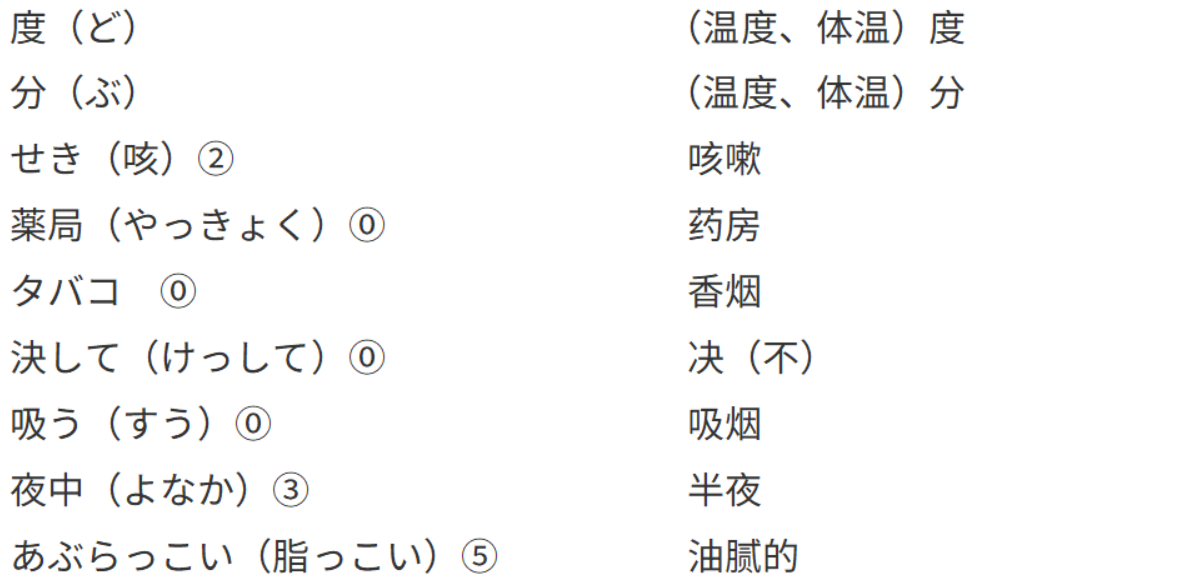 度（ど） （温度、体温）度
分（ぶ） （温度、体温）分
せき（咳）② 咳嗽
薬局（やっきょく）⓪ 药房
タバコ　⓪ 香烟
決して（けっして）⓪ 决（不）
吸う（すう）⓪ 吸烟
夜中（よなか）③ 半夜
あぶらっこい（脂っこい）⑤ 油腻的